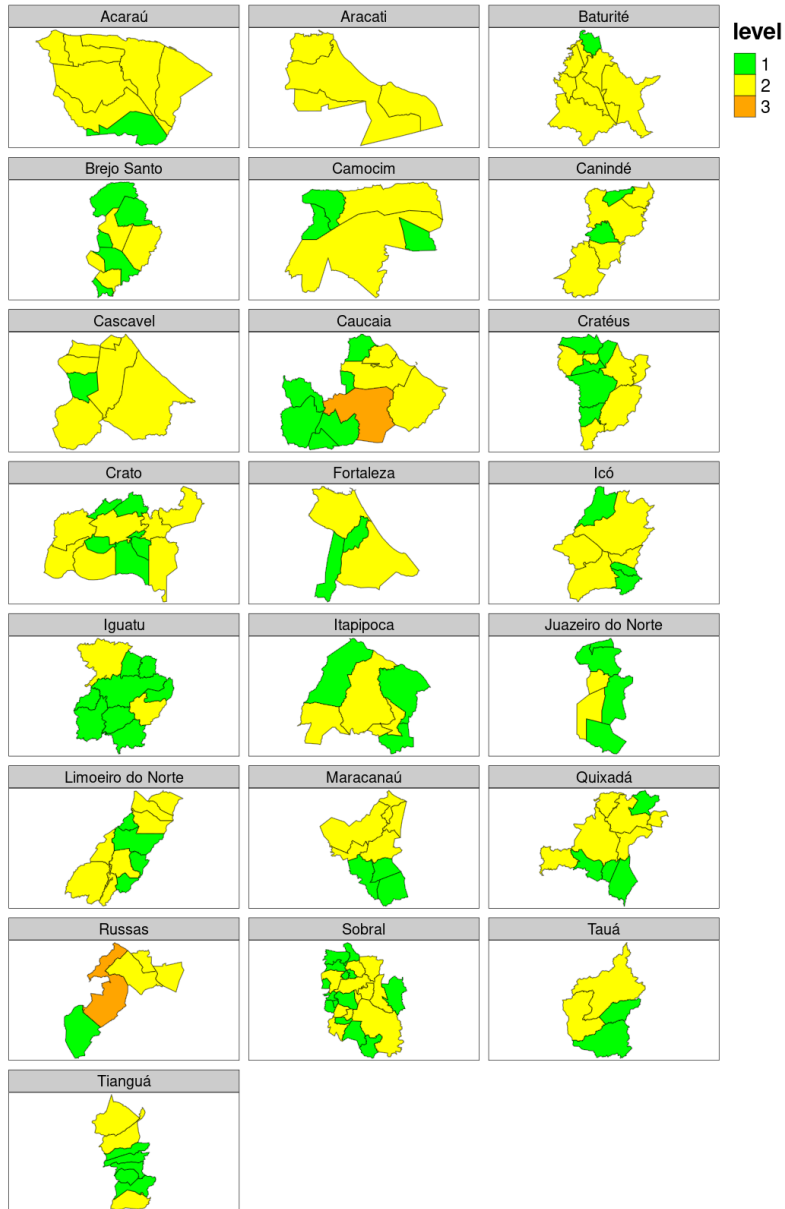 Acaraú
Aracati
Baturité
level
1
2
3
Brejo Santo
Camocim
Canindé
Cascavel
Caucaia
Cratéus
Crato
Fortaleza
Icó
Iguatu
Itapipoca
Juazeiro do Norte
Limoeiro do Norte
Maracanaú
Quixadá
Russas
Sobral
Tauá
Tianguá